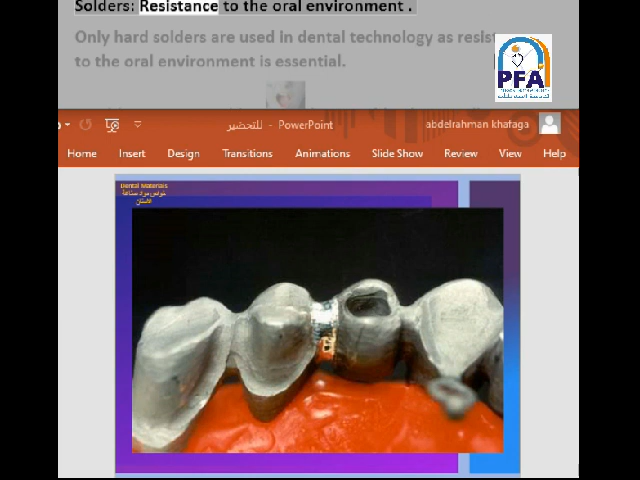 Solders: Resistance to the oral environment .
Only hard solders are used in dental technology as resis
to the oral environment is essential.
PFA
للتحضير - PowerPoint
abdelrahman khafaga
Home Insert Design Transitions Animations Slide Show Review View Help
Dental Materials